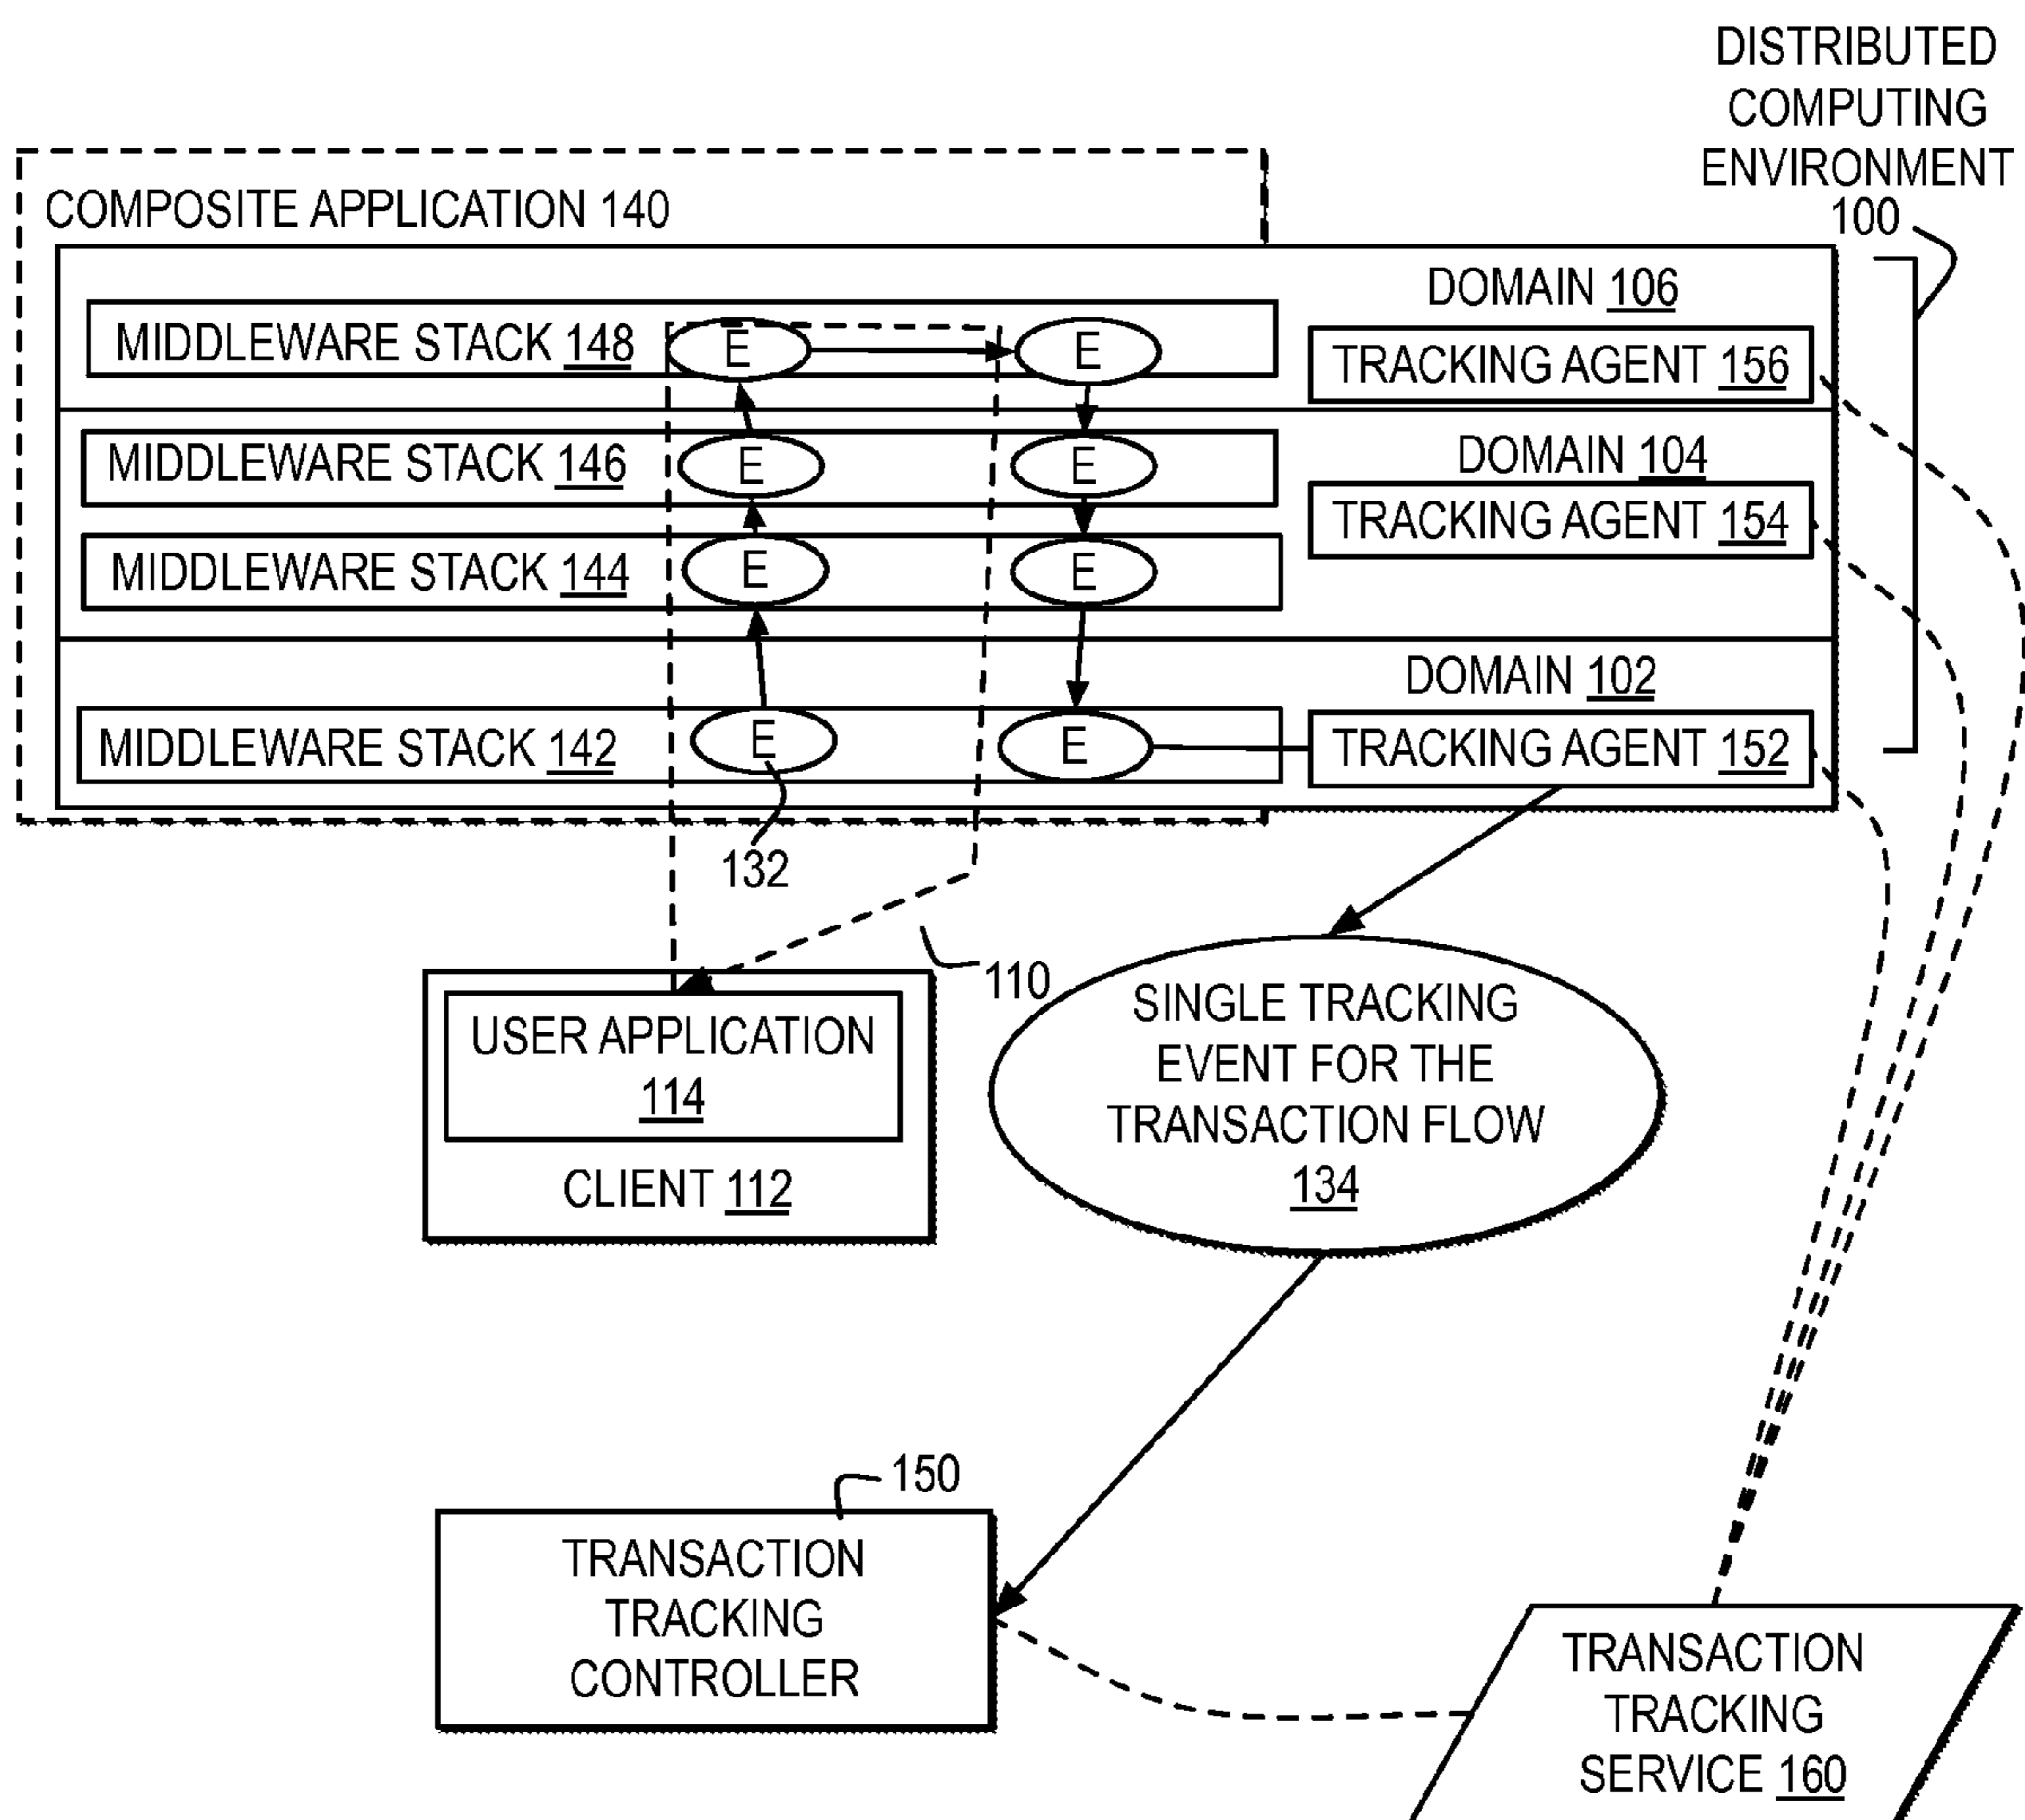 DISTRIBUTED
COMPUTING
ENVIRONMENT
100
COMPOSITE APPLICATION 140
DOMAIN 106
MIDDLEWARE STACK 148
E
E
TRACKING AGENT 156
DOMAIN 104
MIDDLEWARE STACK 146
E
E
TRACKING AGENT 154
MIDDLEWARE STACK 144
E
E
DOMAIN 102
MIDDLEWARE STACK 142
E
E
TRACKING AGENT 152
132
110
USER APPLICATION
114
CLIENT 112
SINGLE TRACKING
EVENT FOR THE
TRANSACTION FLOW
134
150
TRANSACTION
TRACKING
CONTROLLER
TRANSACTION
TRACKING
SERVICE 160